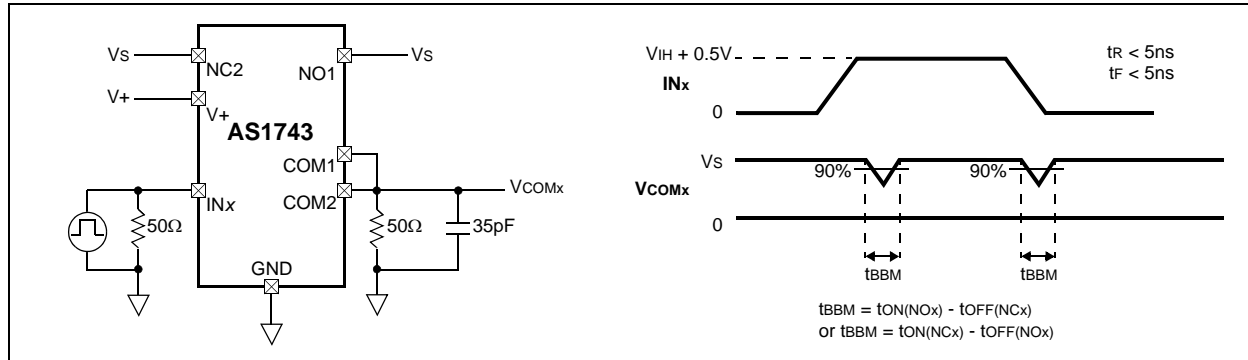 Vs
NC2
NO1
Vs
V+
V+
AS1743
COM1
COM2
VCOMx
INx
50Ω
50Ω
35pF
GND
VIH + 0.5V
INx
0
tR < 5ns
tF < 5ns
Vs
90%
90%
VCOMx
0
tBBM
tBBM
tBBM = tON(NOx) - tOFF(NCx)
or tBBM = tON(NCx) - tOFF(NOx)